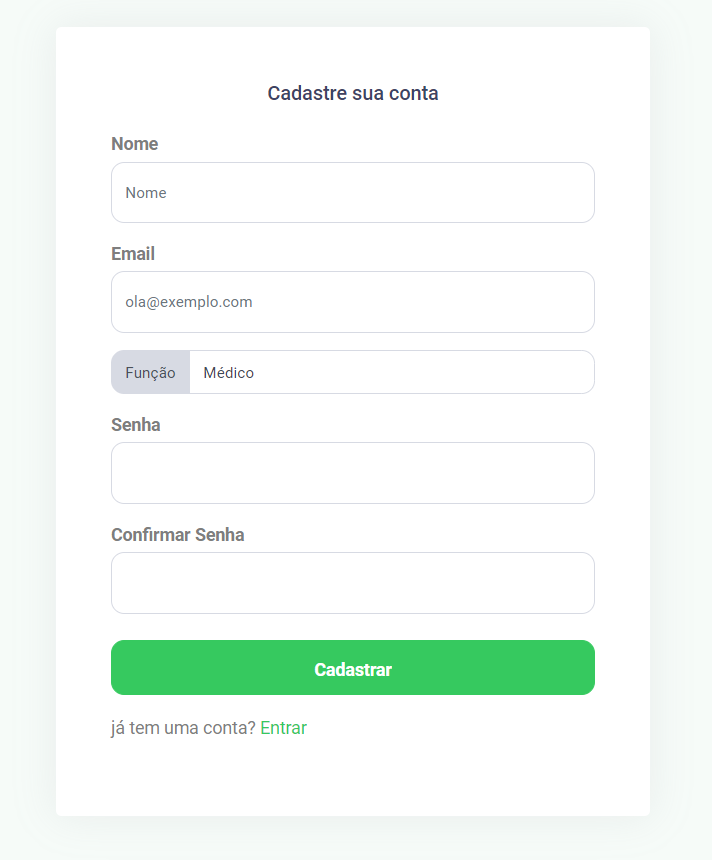 Cadastre sua conta
Nome
Nome
Email
ola@exemplo.com
Função Médico
Senha
Confirmar Senha
Cadastrar
já tem uma conta? Entrar